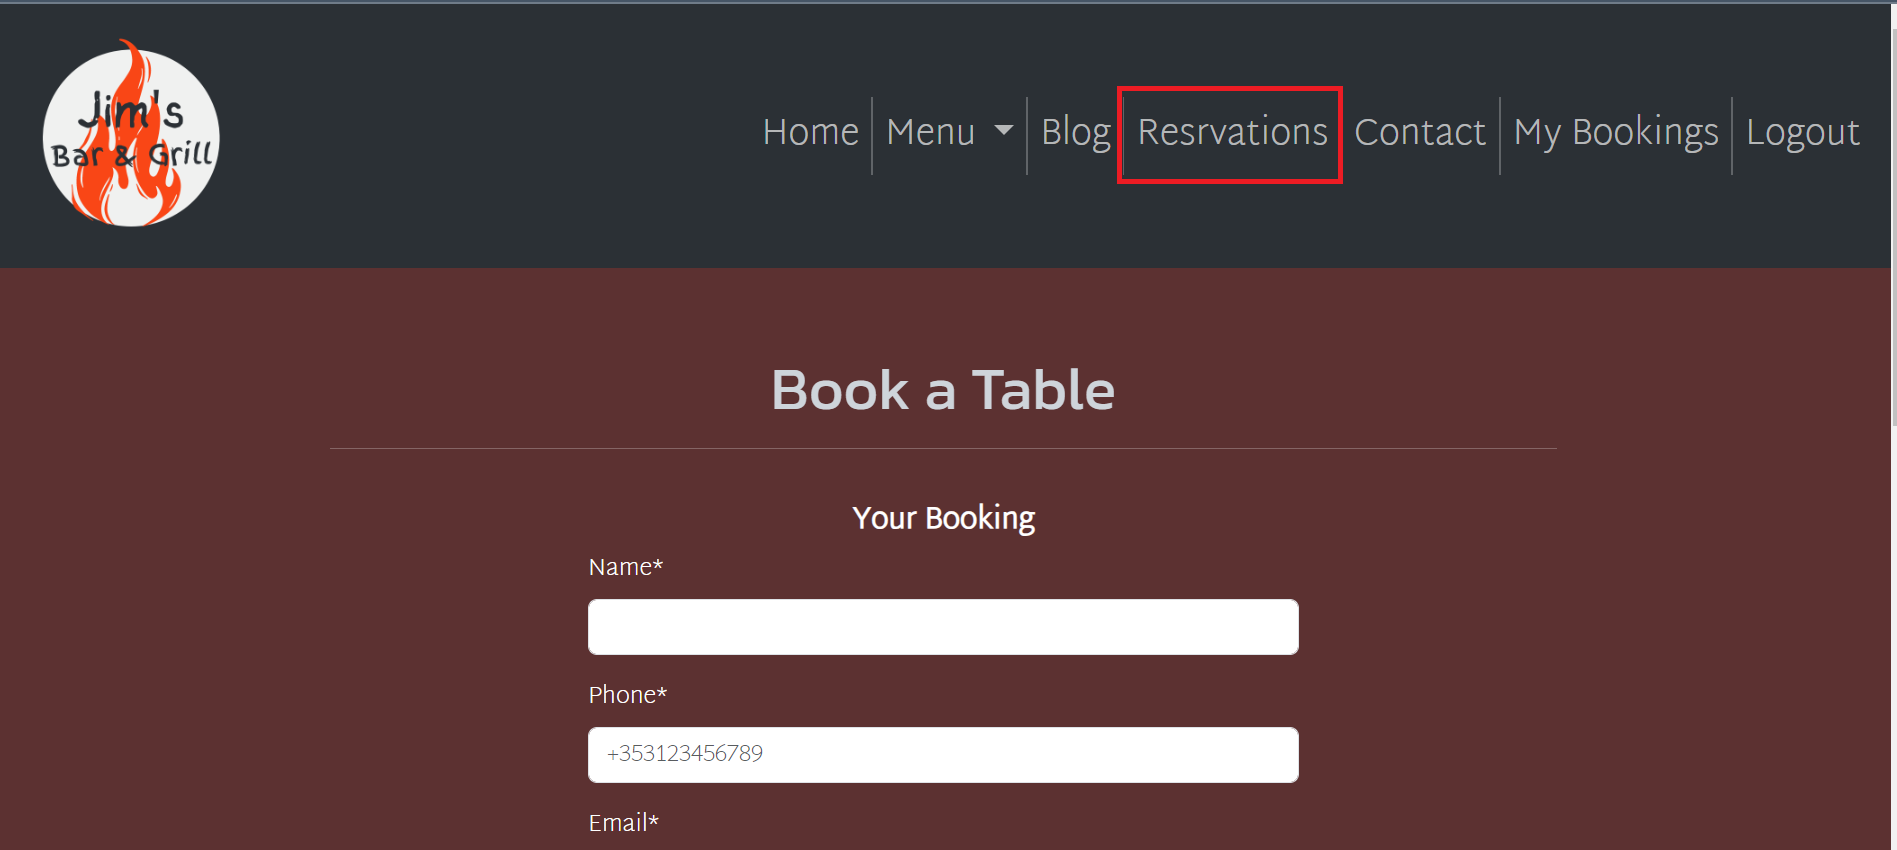 Jim's
Bar & Grill
Home Menu Blog Resrvations Contact My Bookings Logout
Book a Table
Your Booking
Name*
Phone*
+353123456789
Email*